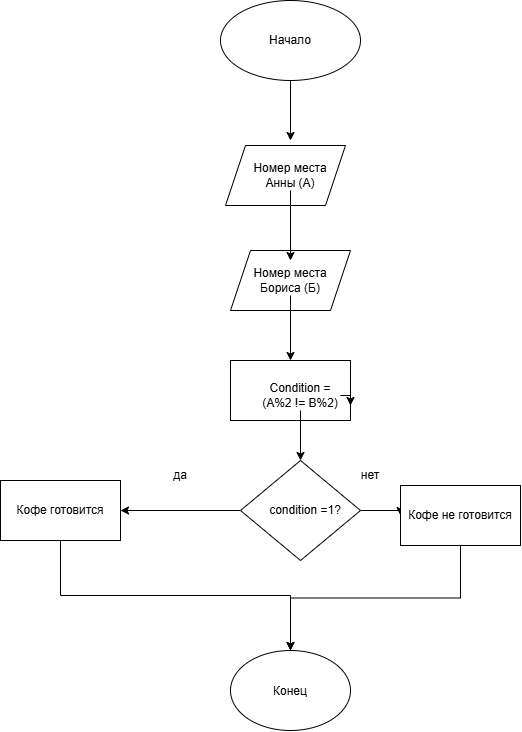 Начало
Номер места
Анны (А)
Номер места
Бориса (Б)
Condition =
(A%2 != B%2)
да
нет
Кофе готовится
condition =1?
Кофе не готовится
Конец